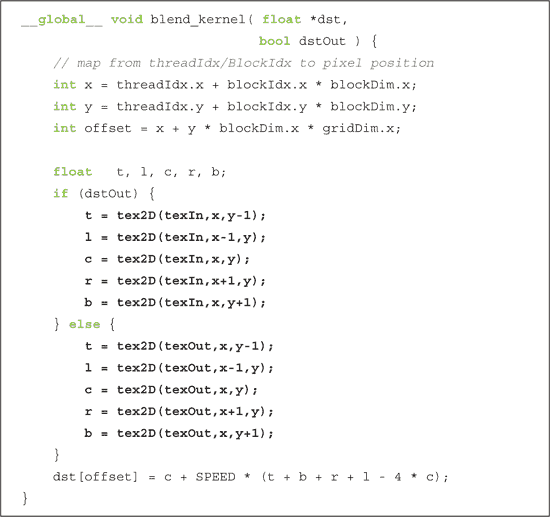 __global__ void blend_kernel( float *dst,
                              bool dstOut ) {
    // map from threadIdx/BlockIdx to pixel position
    int x = threadIdx.x + blockIdx.x * blockDim.x;
    int y = threadIdx.y + blockIdx.y * blockDim.y;
    int offset = x + y * blockDim.x * gridDim.x;

    float   t, l, c, r, b;
    if (dstOut) {
        t = tex2D(texIn,x,y-1);
        l = tex2D(texIn,x-1,y);
        c = tex2D(texIn,x,y);
        r = tex2D(texIn,x+1,y);
        b = tex2D(texIn,x,y+1);
    } else {
        t = tex2D(texOut,x,y-1);
        l = tex2D(texOut,x-1,y);
        c = tex2D(texOut,x,y);
        r = tex2D(texOut,x+1,y);
        b = tex2D(texOut,x,y+1);
    }
    dst[offset] = c + SPEED * (t + b + r + l - 4 * c);
}